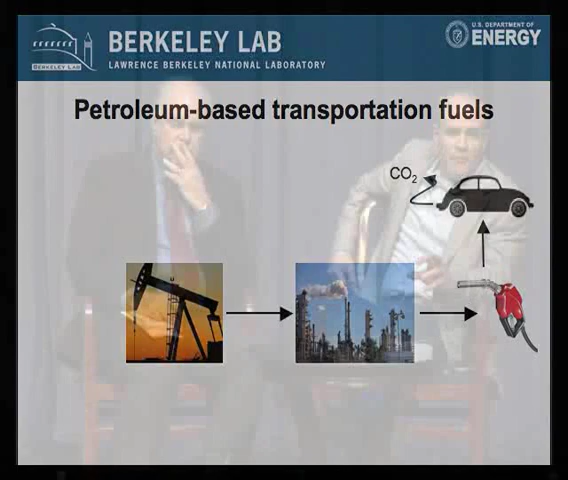 BERKELEY LAB
LAWRENCE BERKELEY NATIONAL LABORATORY
BERKELEY LAB
U.S. DEPARTMENT OF
ENERGY
Petroleum-based transportation fuels
CO₂